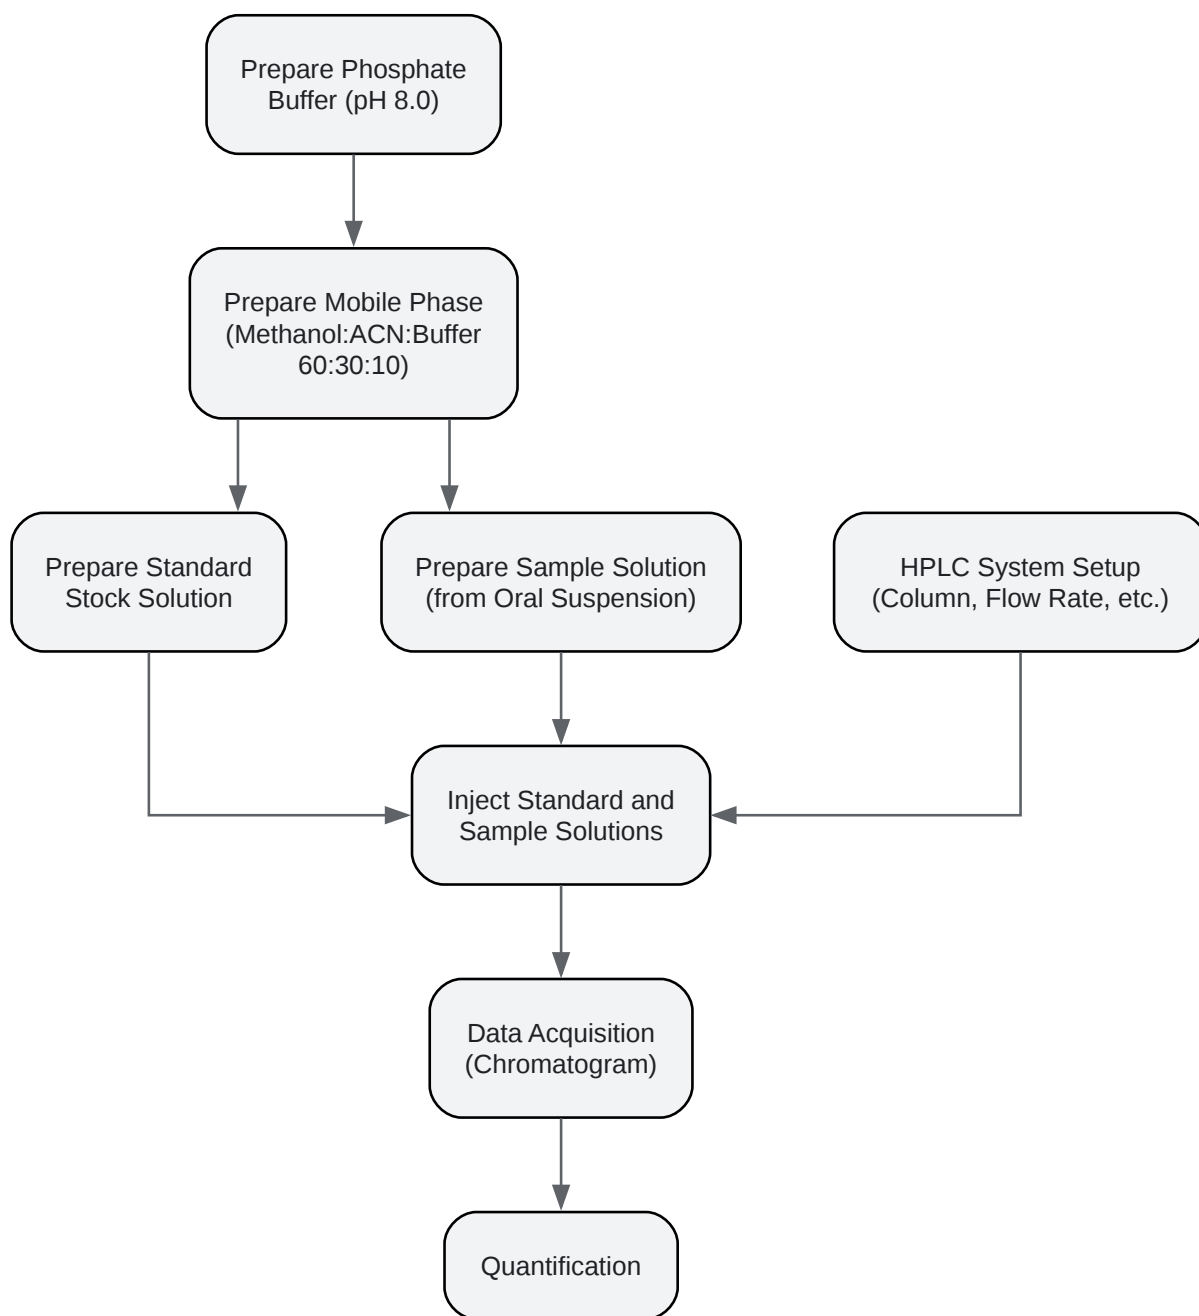 Prepare Phosphate
Buffer (pH 8.0)
Prepare Mobile Phase
(Methanol:ACN:Buffer
60:30:10)
Prepare Standard
Stock Solution
Prepare Sample Solution
(from Oral Suspension)
HPLC System Setup
(Column, Flow Rate, etc.)
Inject Standard and
Sample Solutions
Data Acquisition
(Chromatogram)
Quantification